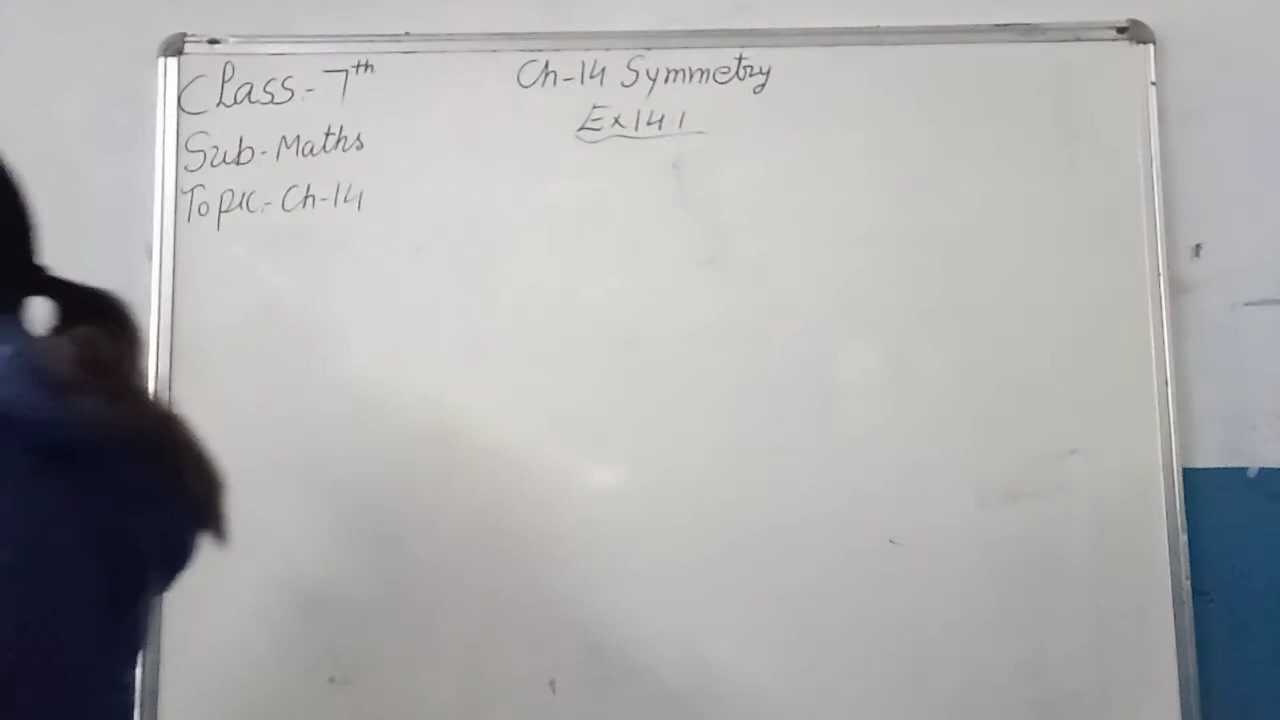 Class-7th
Sub-Maths
Topic-Ch-14
Ch-14 Symmetry
Ex14.1